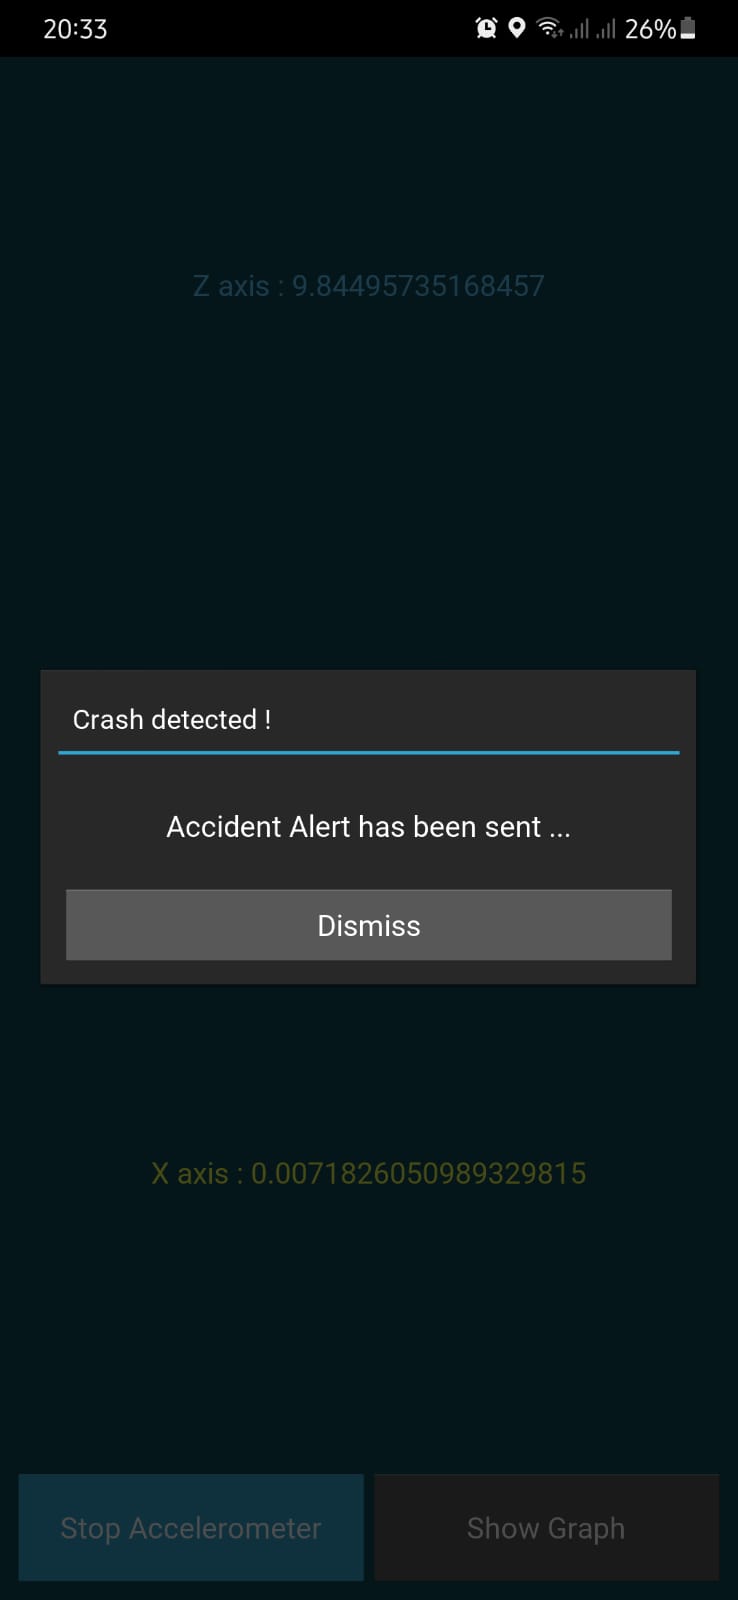 20:33
26%
Z axis : 9.84495735168457
Crash detected !
Accident Alert has been sent ...
Dismiss
X axis : 0.0071826050989329815
Stop Accelerometer
Show Graph